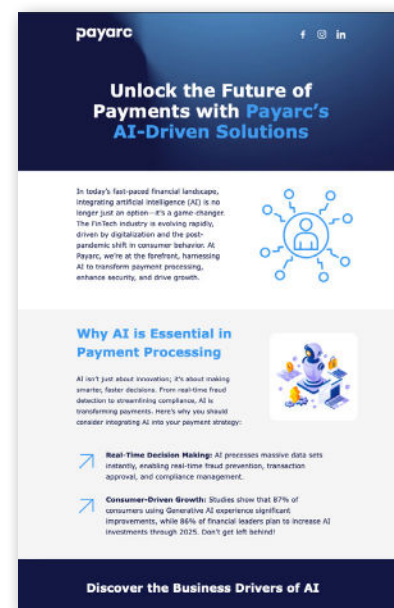 payarc
Unlock the Future of
Payments with Payarc's
AI-Driven Solutions
In today's fast-paced financial landscape,
integrating artificial intelligence (AI) is no
longer just an option—it's a game-changer.
The FinTech industry is evolving rapidly,
driven by digitalization and the post-
pandemic shift in consumer behavior. At
Payarc, we're at the forefront, harnessing
AI to transform payment processing,
enhance security, and drive growth.
Why AI is Essential in
Payment Processing
AI isn't just about innovation; it's about making
smarter, faster decisions. From real-time fraud
detection to streamlining compliance, AI is
transforming payments. Here's why you should
consider integrating AI into your payment strategy:
Real-Time Decision Making: AI processes massive data sets
instantly, enabling real-time fraud prevention, transaction
approval, and compliance management.
Consumer-Driven Growth: Studies show that 87% of
consumers using Generative AI experience significant
improvements, while 86% of financial leaders plan to increase AI
investments through 2025. Don't get left behind!
Discover the Business Drivers of AI